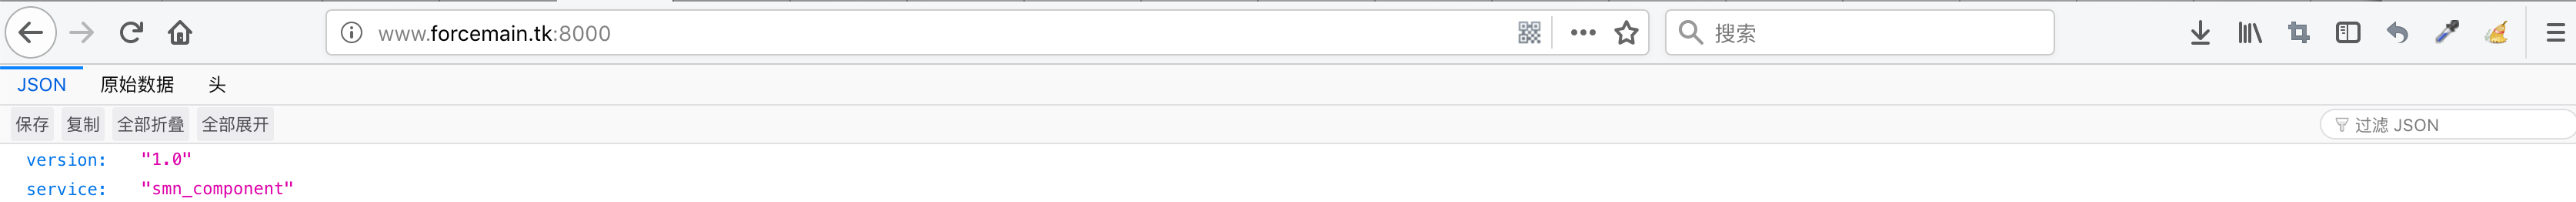 www.forcemain.tk:8000 搜索
JSON 原始数据 头
保存 复制 全部折叠 全部展开 过滤 JSON
version: "1.0"
service: "smn_component"